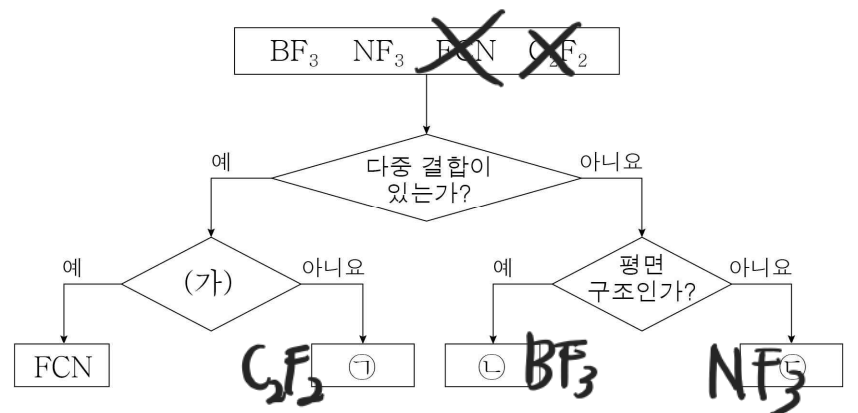 BF₃ NF₃ FCN C₂F₂
예 다중 결합이 아니요
있는가?
예 (가) 아니요 예 평면 아니요
구조인가?
FCN C₂F₂ ㉠ ㉡ BF₃ NF₃ ㉢